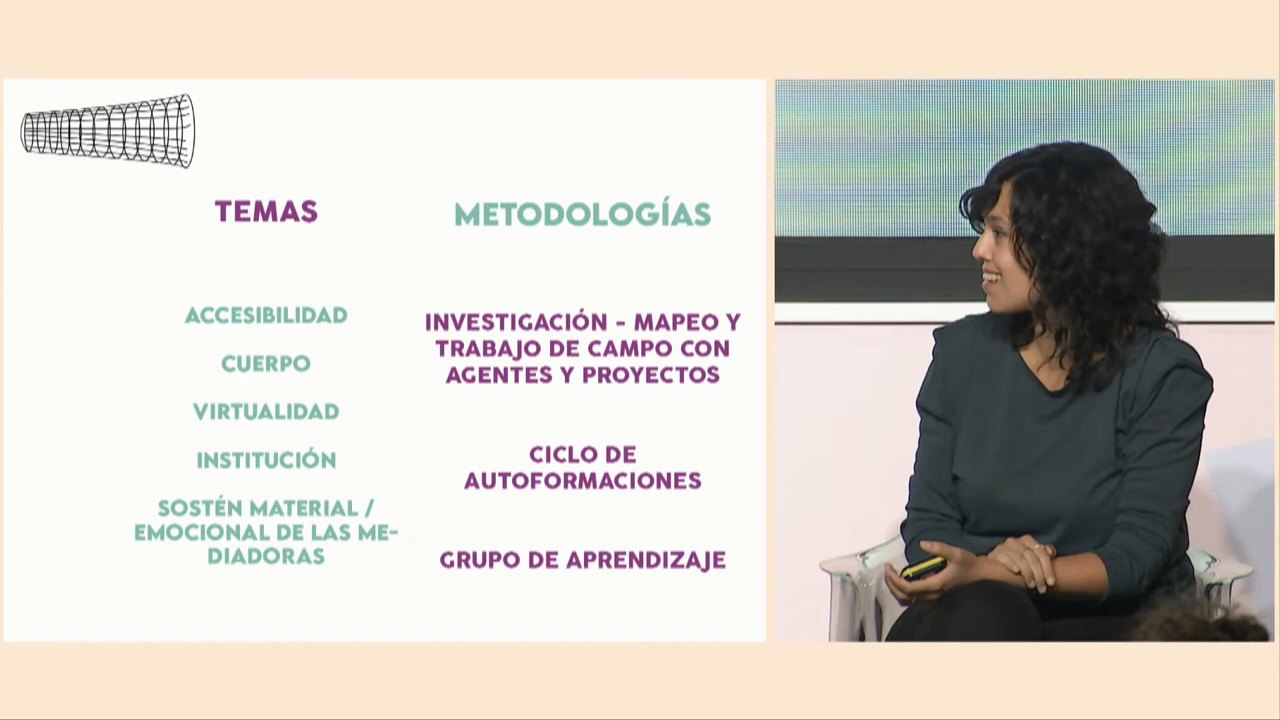 TEMAS
ACCESIBILIDAD
CUERPO
VIRTUALIDAD
INSTITUCIÓN
SOSTÉN MATERIAL /
EMOCIONAL DE LAS ME-
DIADORAS
METODOLOGÍAS
INVESTIGACIÓN - MAPEO Y
TRABAJO DE CAMPO CON
AGENTES Y PROYECTOS
CICLO DE
AUTOFORMACIONES
GRUPO DE APRENDIZAJE